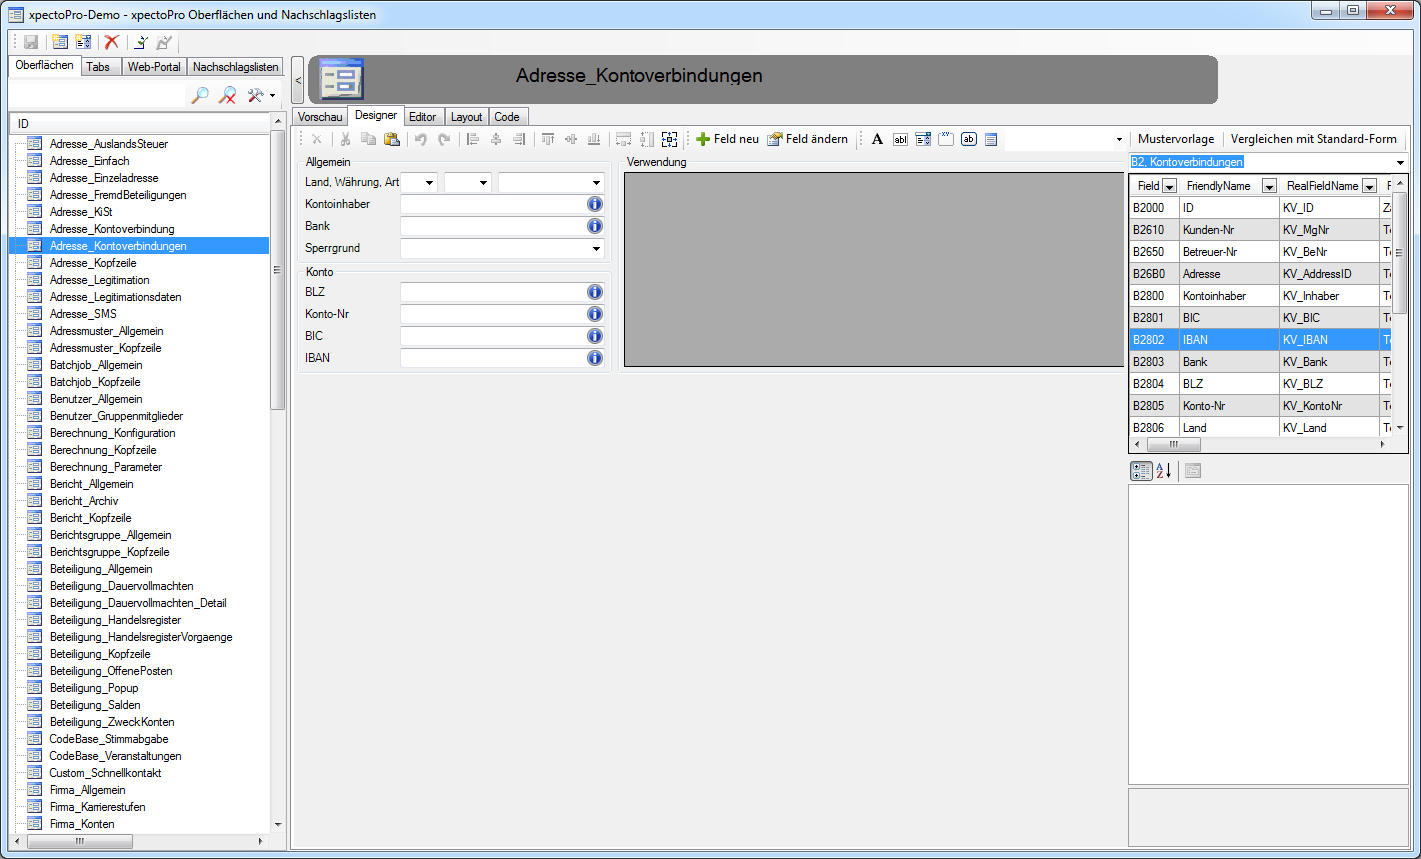 xpectoPro-Demo - xpectoPro Oberflächen und Nachschlagslisten
Oberflächen Tabs Web-Portal Nachschlagslisten
<
Adresse_Kontoverbindungen
Vorschau Designer Editor Layout Code
Feld neu Feld ändern A ab| ab Mustervorlage Vergleichen mit Standard-Form
ID
Adresse_AuslandsSteuer
Adresse_Einfach
Adresse_Einzeladresse
Adresse_FremdBeteiligungen
Adresse_KiSt
Adresse_Kontoverbindung
Adresse_Kontoverbindungen
Adresse_Kopfzeile
Adresse_Legitimation
Adresse_Legitimationsdaten
Adresse_SMS
Adressmuster_Allgemein
Adressmuster_Kopfzeile
Batchjob_Allgemein
Batchjob_Kopfzeile
Benutzer_Allgemein
Benutzer_Gruppenmitglieder
Berechnung_Konfiguration
Berechnung_Kopfzeile
Berechnung_Parameter
Bericht_Allgemein
Bericht_Archiv
Bericht_Kopfzeile
Berichtsgruppe_Allgemein
Berichtsgruppe_Kopfzeile
Beteiligung_Allgemein
Beteiligung_Dauervollmachten
Beteiligung_Dauervollmachten_Detail
Beteiligung_Handelsregister
Beteiligung_HandelsregisterVorgaenge
Beteiligung_Kopfzeile
Beteiligung_OffenePosten
Beteiligung_Popup
Beteiligung_Salden
Beteiligung_ZweckKonten
CodeBase_Stimmabgabe
CodeBase_Veranstaltungen
Custom_Schnellkontakt
Firma_Allgemein
Firma_Karrierestufen
Firma_Konten
Allgemein
Land, Währung, Art
Kontoinhaber
Bank
Sperrgrund
Konto
BLZ
Konto-Nr
BIC
IBAN
Verwendung
B2, Kontoverbindungen
Field FriendlyName RealFieldName F
B2000 ID KV_ID Z
B2610 Kunden-Nr KV_MgNr Te
B2650 Betreuer-Nr KV_BeNr Te
B26B0 Adresse KV_AddressID Te
B2800 Kontoinhaber KV_Inhaber Te
B2801 BIC KV_BIC Te
B2802 IBAN KV_IBAN Te
B2803 Bank KV_Bank Te
B2804 BLZ KV_BLZ Te
B2805 Konto-Nr KV_KontoNr Te
B2806 Land KV_Land Te